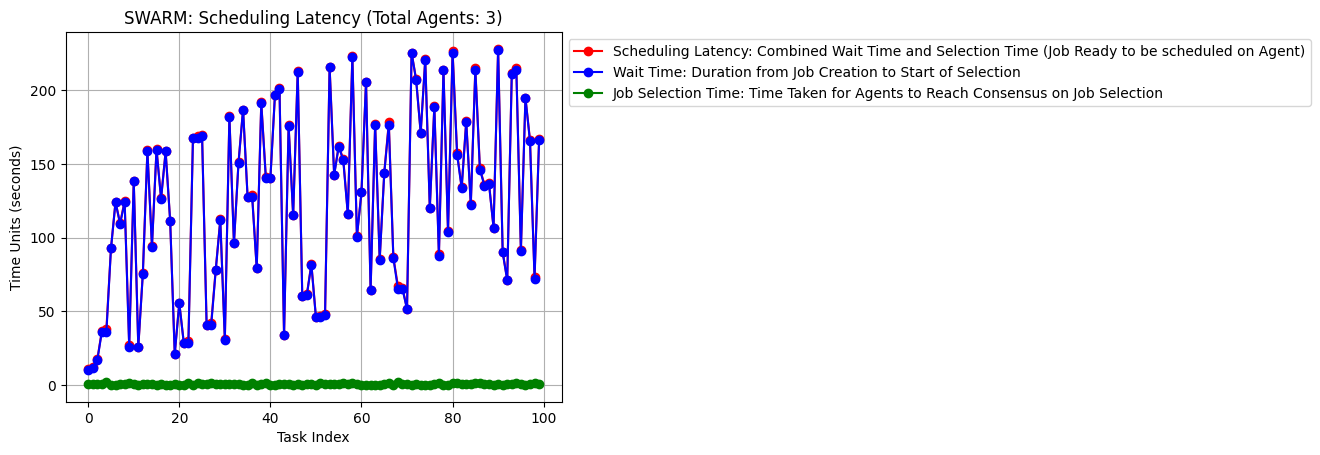 SWARM: Scheduling Latency (Total Agents: 3)
Scheduling Latency: Combined Wait Time and Selection Time (Job Ready to be scheduled on Agent)
Wait Time: Duration from Job Creation to Start of Selection
Job Selection Time: Time Taken for Agents to Reach Consensus on Job Selection
Time Units (seconds)
200
150
100
50
0
0 20 40 60 80 100
Task Index